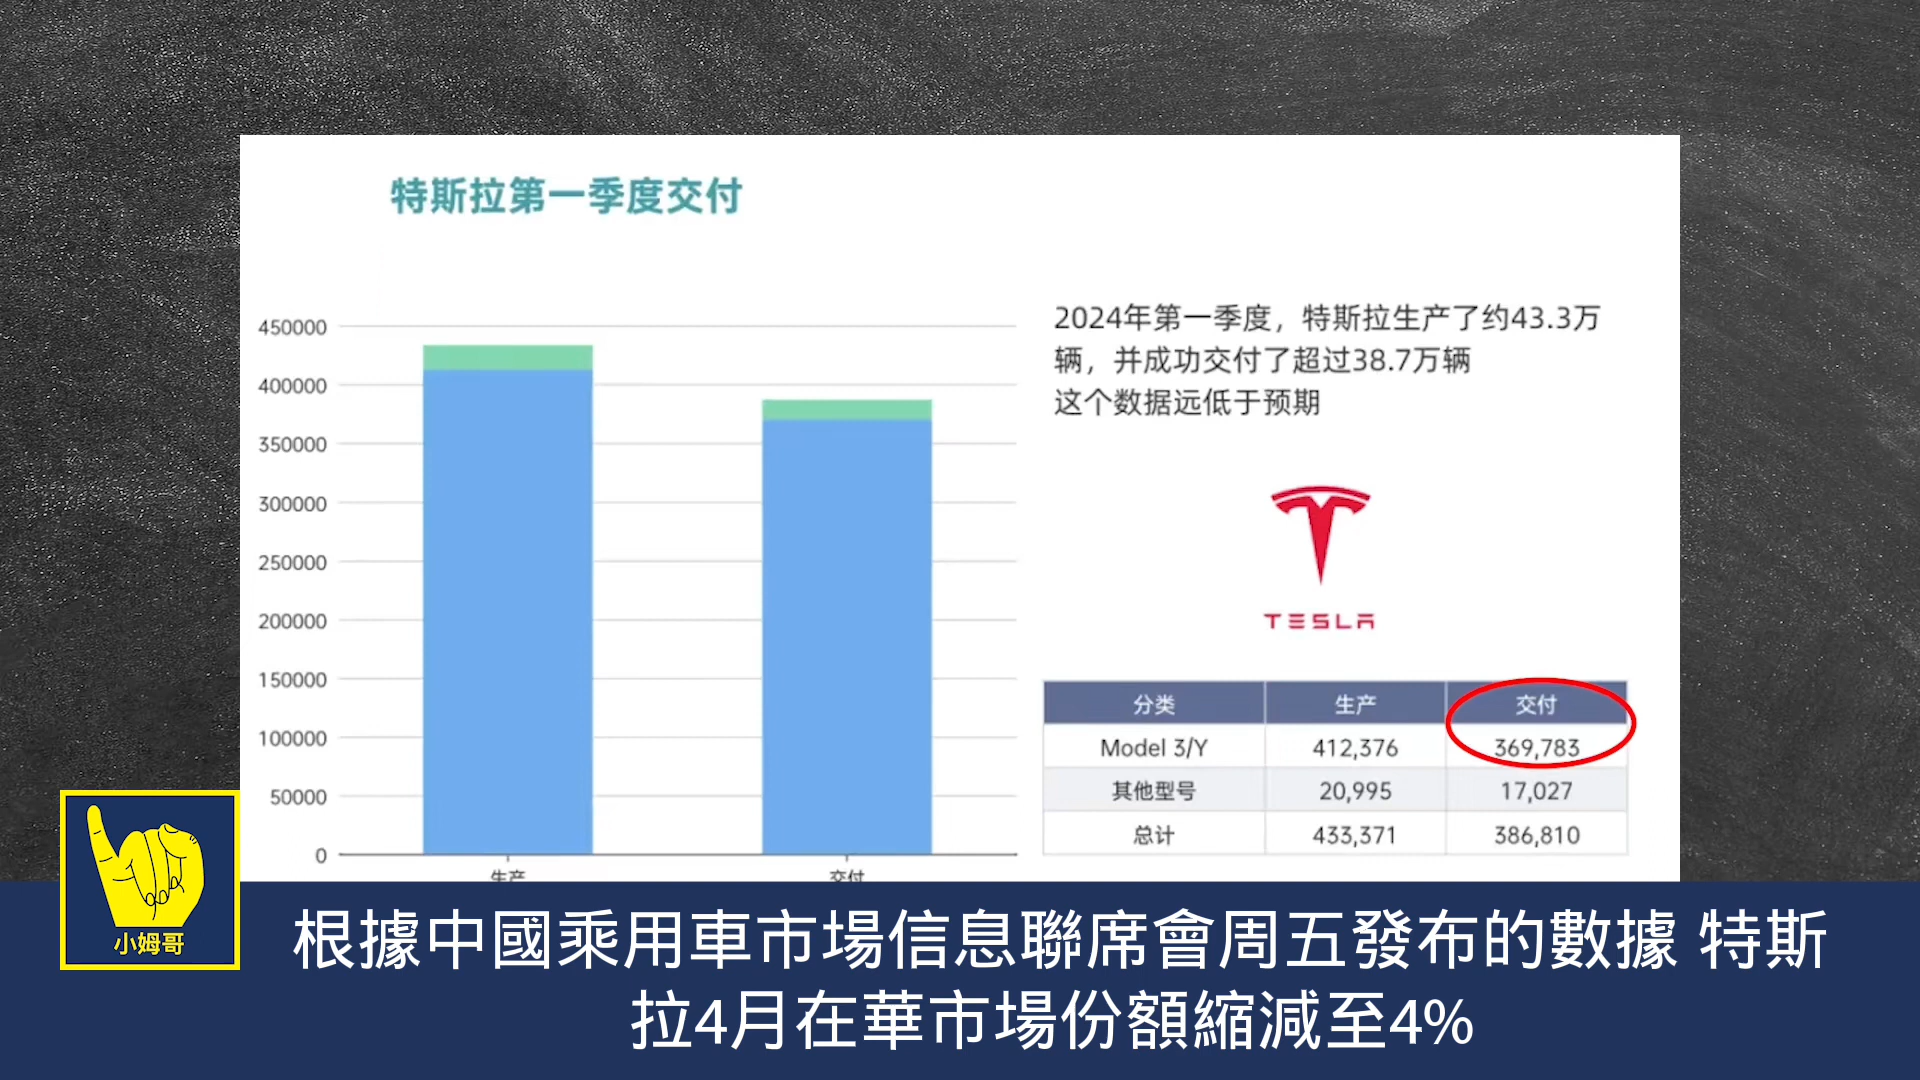 特斯拉第一季度交付
450000
400000
350000
300000
250000
200000
150000
100000
50000
0
生产
交付
2024年第一季度，特斯拉生产了约43.3万
辆，并成功交付了超过38.7万辆
这个数据远低于预期
TESLA
分类 生产 交付
Model 3/Y 412,376 369,783
其他型号 20,995 17,027
总计 433,371 386,810
小姆哥
根據中國乘用車市場信息聯席會周五發布的數據 特斯
拉4月在華市場份額縮減至4%